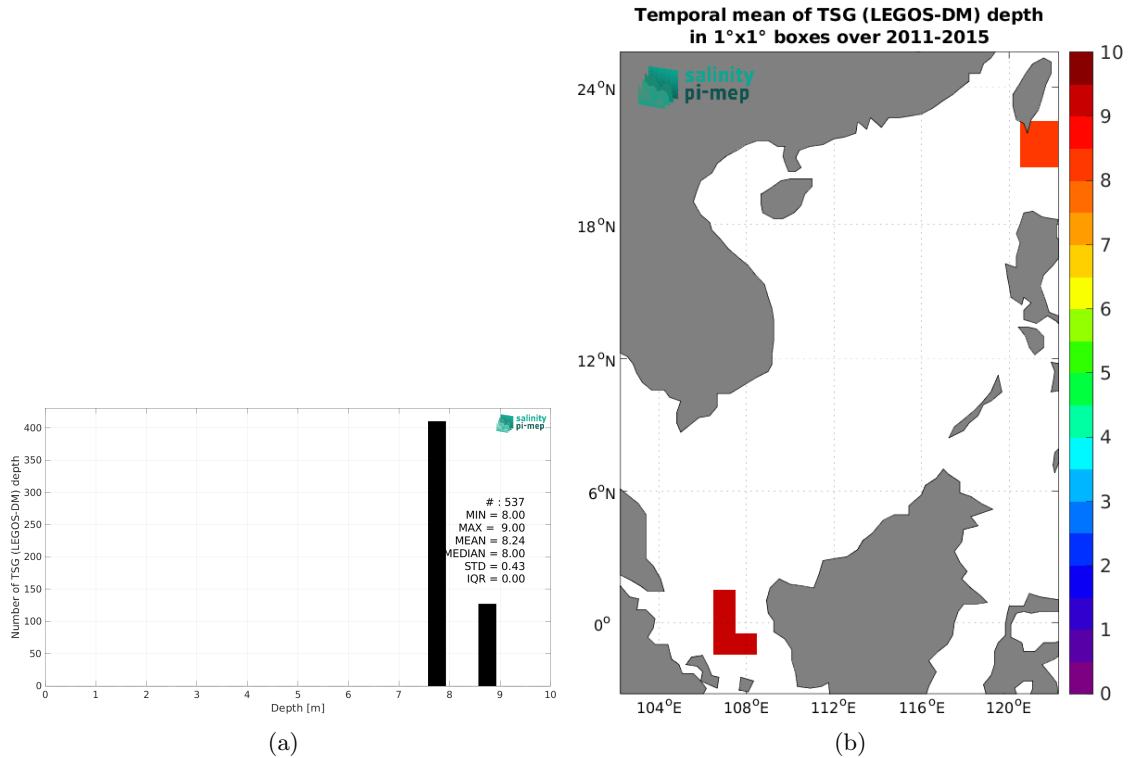 Number of TSG (LEGOS-DM) depth
400
350
300
250
200
150
100
50
0
salinity
pi-mep
# : 537
MIN = 8.00
MAX = 9.00
MEAN = 8.24
MEDIAN = 8.00
STD = 0.43
IQR = 0.00
0 1 2 3 4 5 6 7 8 9 10
Depth [m]
(a)
Temporal mean of TSG (LEGOS-DM) depth
in 1°x1° boxes over 2011-2015
salinity
pi-mep
24°N
18°N
12°N
6°N
0°
104°E 108°E 112°E 116°E 120°E
10
9
8
7
6
5
4
3
2
1
0
(b)